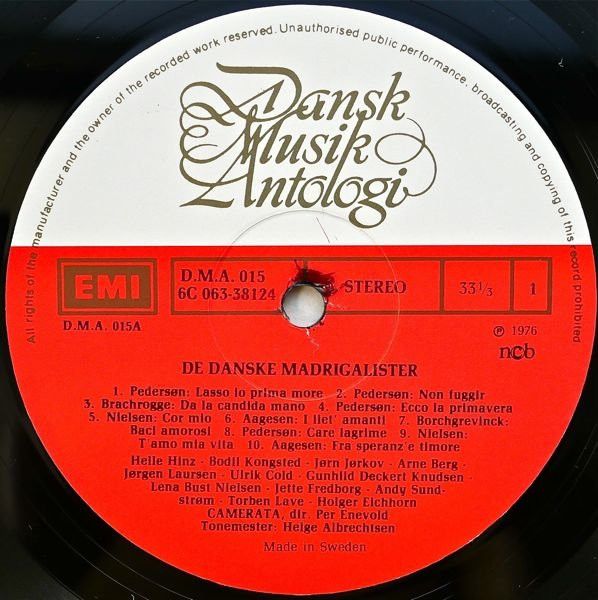 All rights of the manufacturer and the owner of the recorded work reserved. Unauthorised public performance, broadcasting and copying of this record prohibited
Dansk
Musik
Antologi
EMI
D.M.A. 015
6C 063-38124
STEREO
33 1/3
1
D.M.A. 015A
℗ 1976
ncb
DE DANSKE MADRIGALISTER
1. Pedersøn: Lasso io prima more 2. Pedersøn: Non fuggir
3. Brachrogge: Da la candida mano 4. Pedersøn: Ecco la primavera
5. Nielsen: Cor mio 6. Aagesen: I liet' amanti 7. Borchgrevinck:
Baci amorosi 8. Pedersøn: Care lagrime 9. Nielsen:
T'amo mia vita 10. Aagesen: Fra speranz'e timore
Helle Hinz · Bodil Kongsted · Jørn Jørkov · Arne Berg ·
Jørgen Laursen · Ulrik Cold · Gunhild Deckert Knudsen ·
Lena Bust Nielsen · Jette Fredborg · Andy Sund-
strøm · Torben Lave · Holger Eichhorn
CAMERATA, dir. Per Enevold
Tonemester: Helge Albrechtsen
Made in Sweden